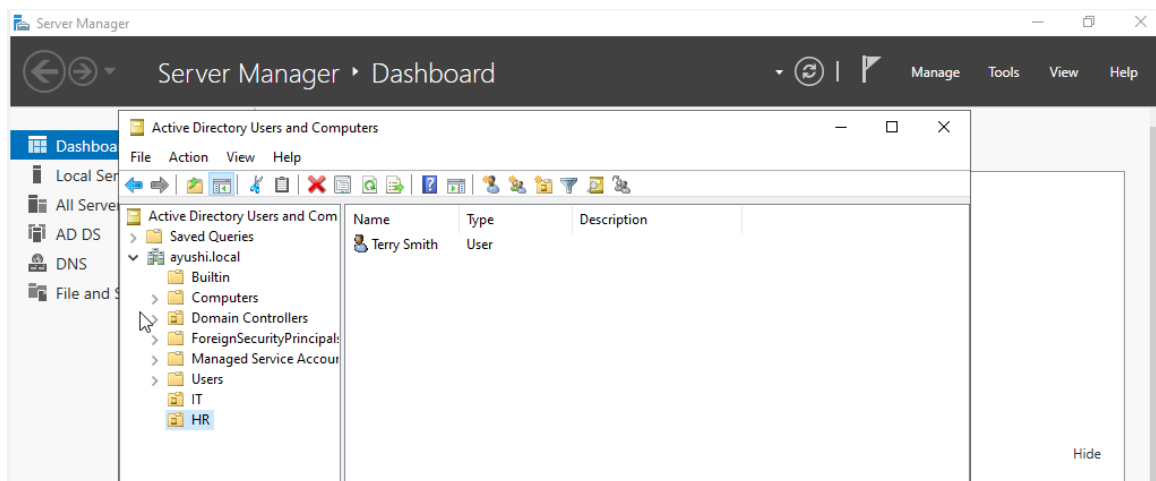 Server Manager
Server Manager • Dashboard
Manage Tools View Help
Active Directory Users and Computers
File Action View Help
Dashboa
Local Ser
All Server
AD DS
DNS
File and S
Active Directory Users and Com
Saved Queries
ayushi.local
Builtin
Computers
Domain Controllers
ForeignSecurityPrincipals
Managed Service Accour
Users
IT
HR
Name Type Description
Terry Smith User
Hide